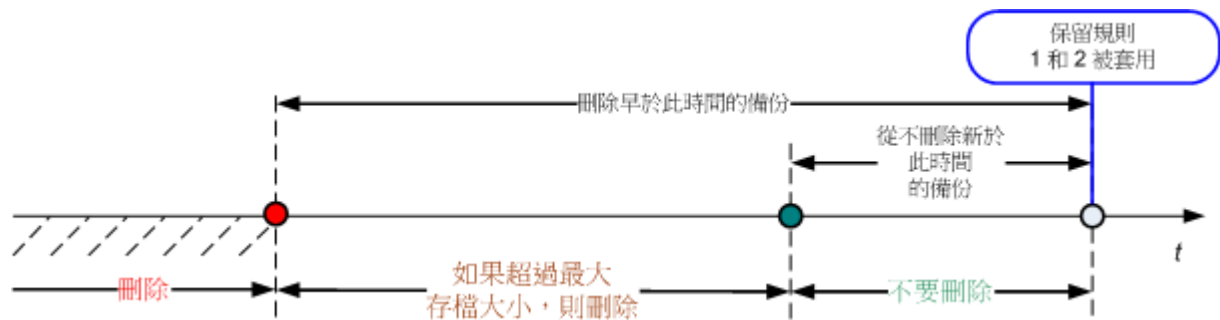 保留規則
1 和 2 被套用
刪除早於此時間的備份
從不刪除新於
此時間
的備份
t
刪除
如果超過最大
存檔大小，則刪除
不要刪除